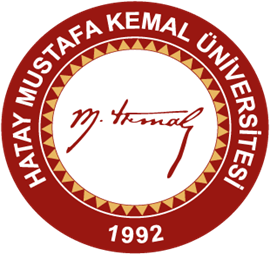 HATAY MUSTAFA KEMAL ÜNİVERSİTESİ
M. Kemal
1992